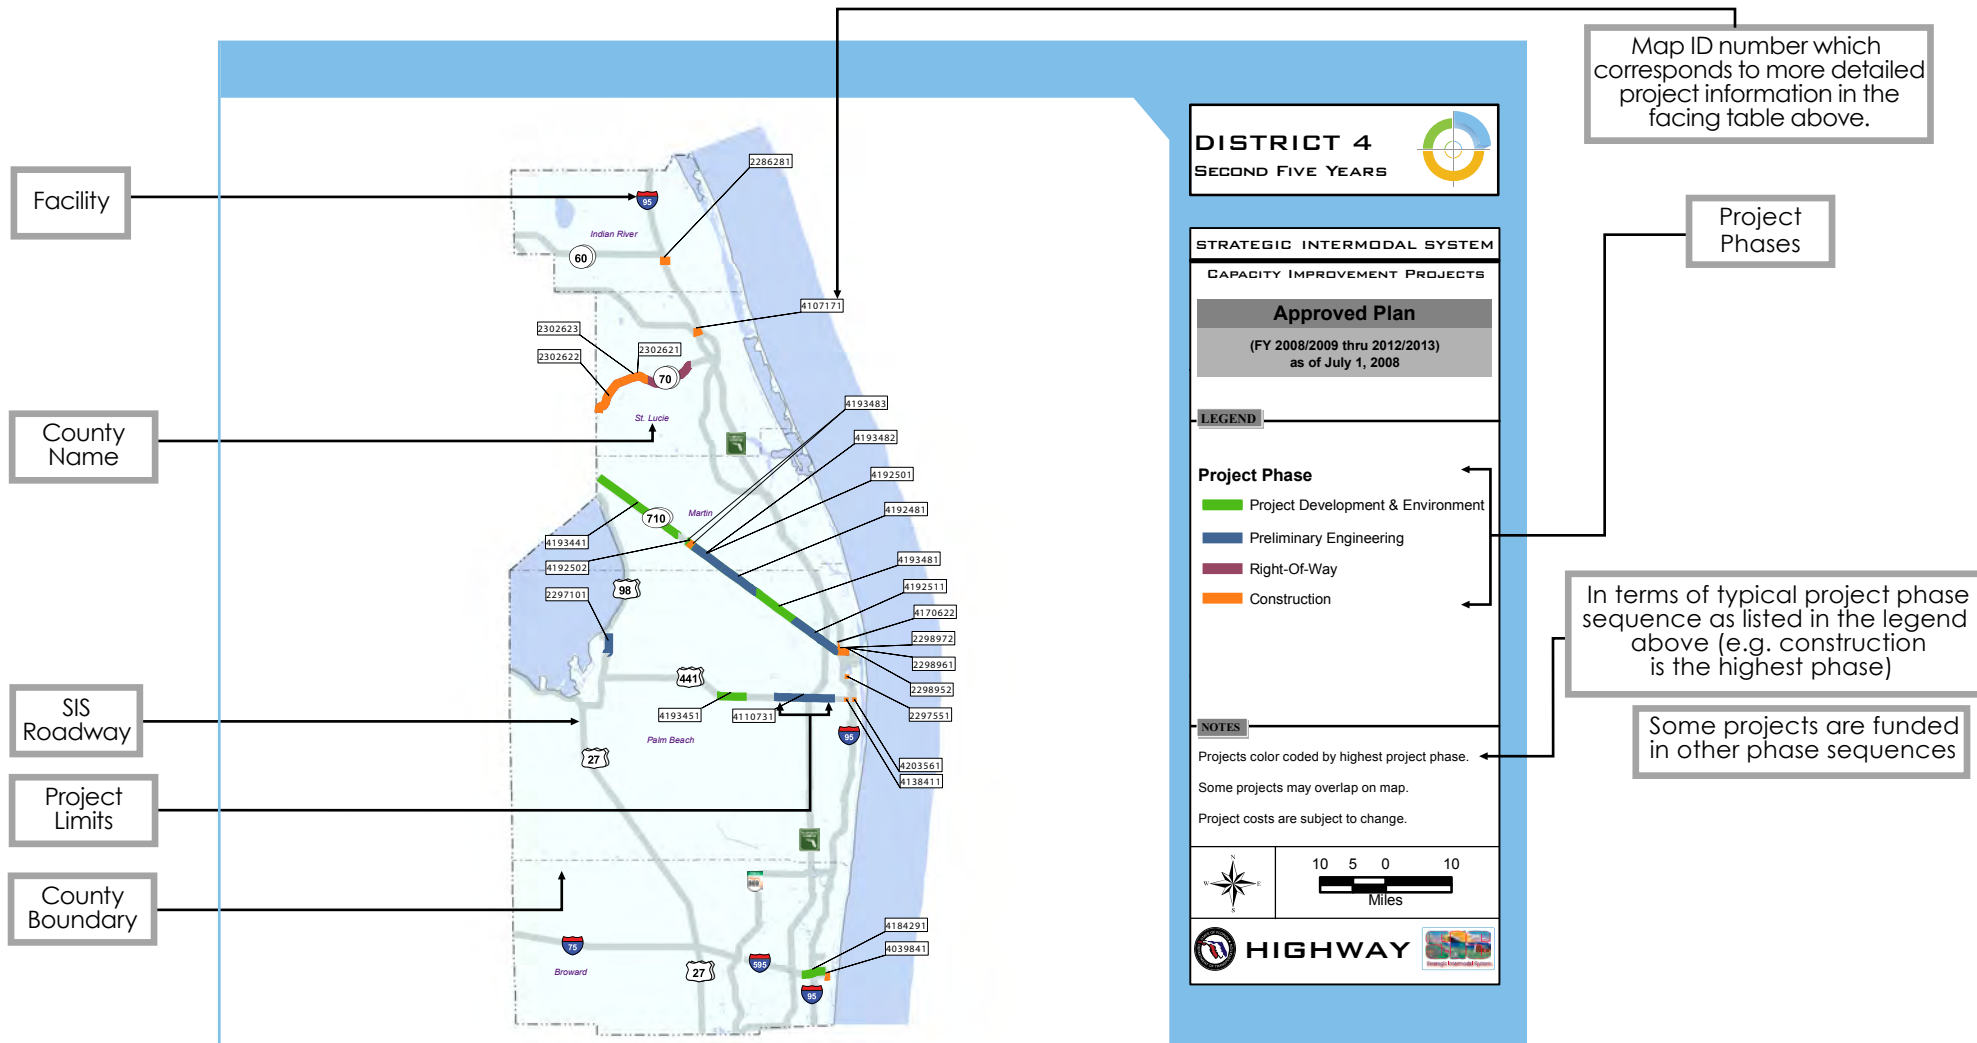 Map ID number which
corresponds to more detailed
project information in the
facing table above.
Facility
County
Name
SIS
Roadway
Project
Limits
County
Boundary
2286281
95
Indian River
60
4107171
2302623
2302621
2302622
70
St. Lucie
4193483
4193482
4192501
4192481
Martin
710
4193441
4192502
4193481
98
2297101
4192511
4170622
2298972
2298961
2298952
2297551
441
4193451
4110731
Palm Beach
95
27
4203561
4138411
869
4184291
4039841
75
Broward
595
27
95
DISTRICT 4
SECOND FIVE YEARS
STRATEGIC INTERMODAL SYSTEM
CAPACITY IMPROVEMENT PROJECTS
Approved Plan
(FY 2008/2009 thru 2012/2013)
as of July 1, 2008
LEGEND
Project Phase
Project Development & Environment
Preliminary Engineering
Right-Of-Way
Construction
NOTES
Projects color coded by highest project phase.
Some projects may overlap on map.
Project costs are subject to change.
N
W E
S
10 5 0 10
Miles
HIGHWAY
SIS
Strategic Intermodal System
Project
Phases
In terms of typical project phase
sequence as listed in the legend
above (e.g. construction
is the highest phase)
Some projects are funded
in other phase sequences